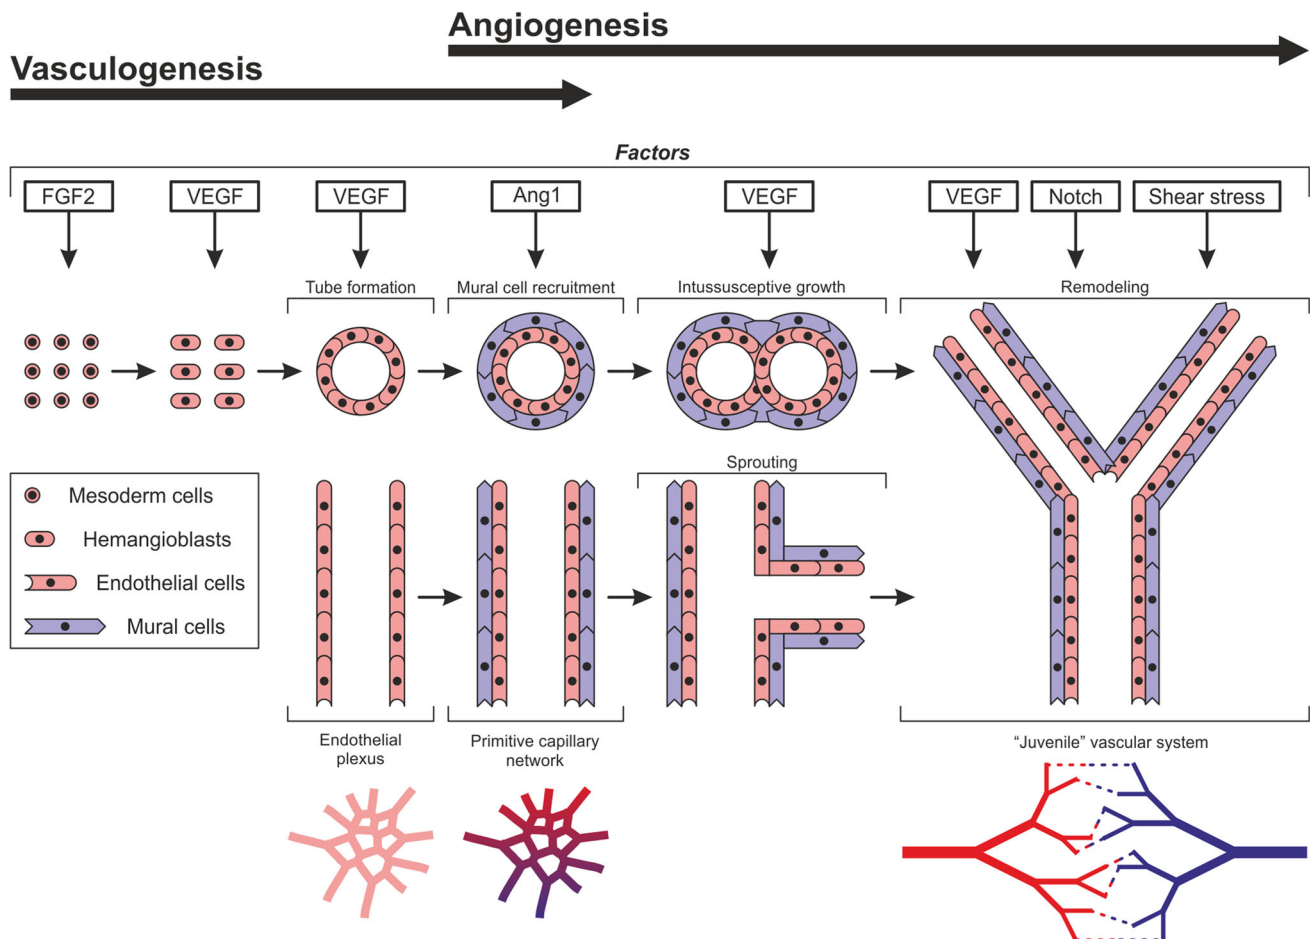 Angiogenesis
Vasculogenesis
Factors
FGF2
VEGF
VEGF
Ang1
VEGF
VEGF
Notch
Shear stress
Tube formation
Mural cell recruitment
Intussusceptive growth
Remodeling
Sprouting
Mesoderm cells
Hemangioblasts
Endothelial cells
Mural cells
Endothelial
plexus
Primitive capillary
network
“Juvenile” vascular system